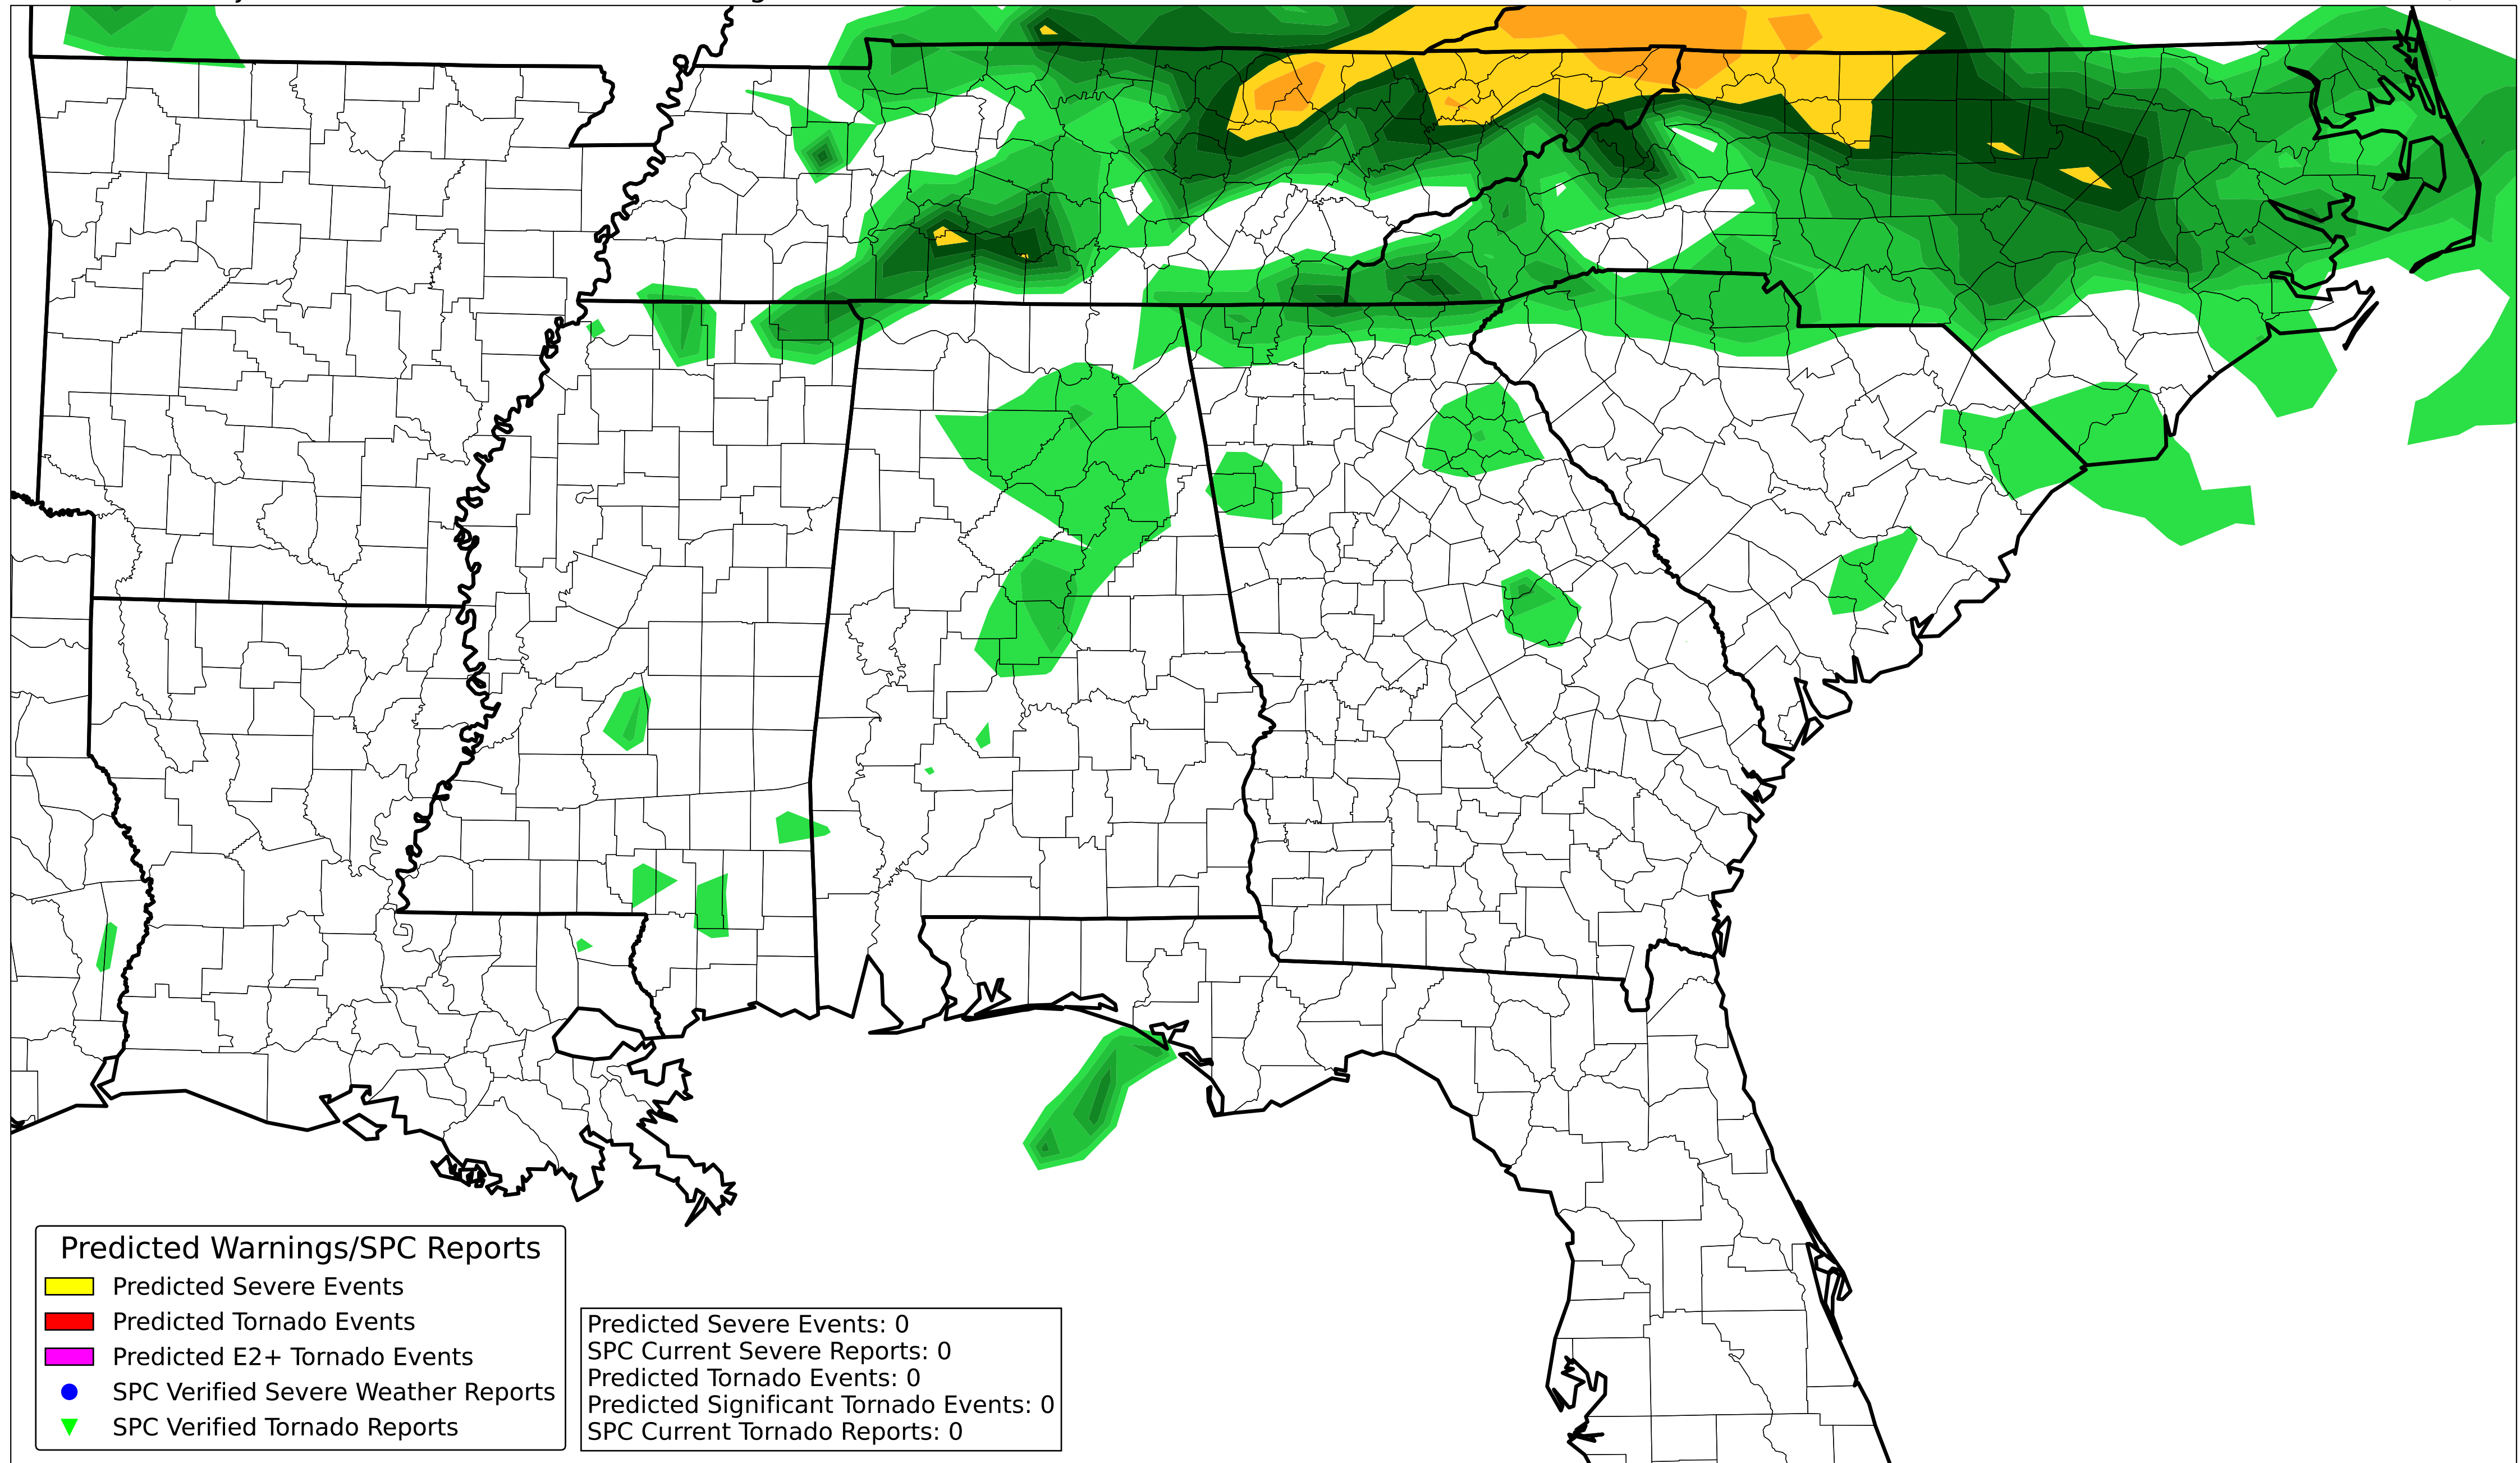 Predicted Warnings/SPC Reports
Predicted Severe Events
Predicted Tornado Events
Predicted E2+ Tornado Events
SPC Verified Severe Weather Reports
SPC Verified Tornado Reports
Predicted Severe Events: 0
SPC Current Severe Reports: 0
Predicted Tornado Events: 0
Predicted Significant Tornado Events: 0
SPC Current Tornado Reports: 0